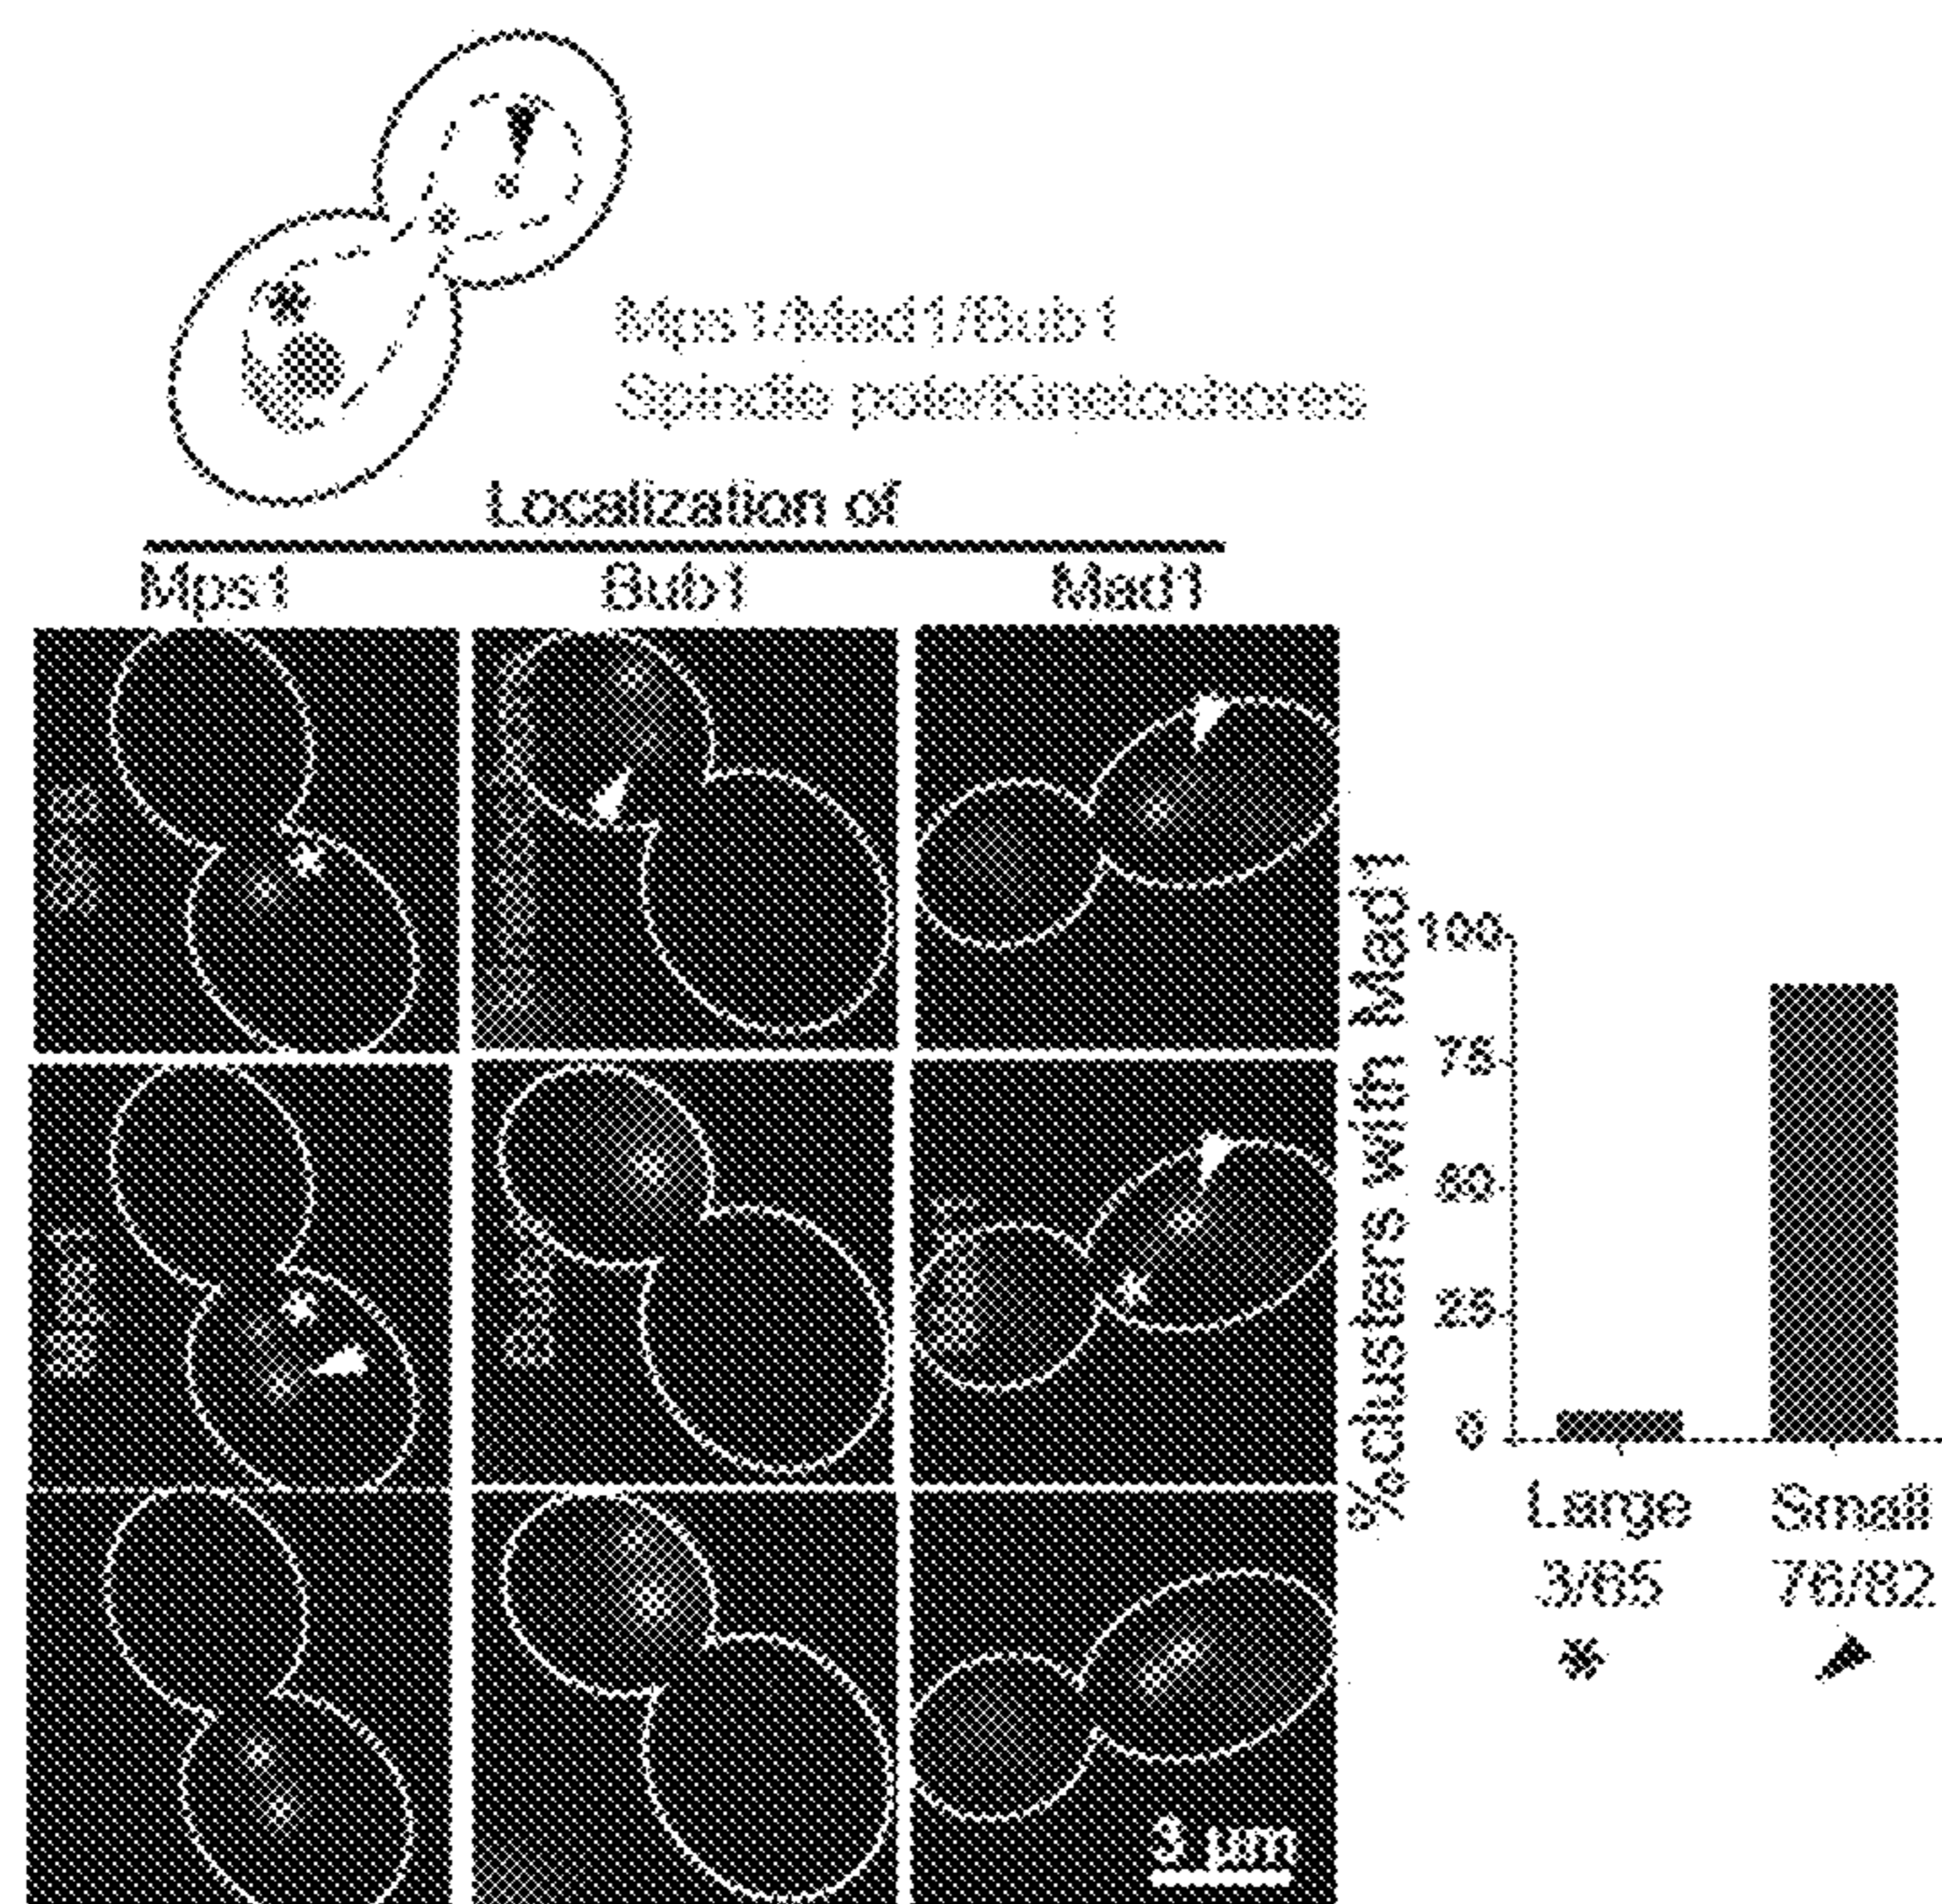 Mps1/Mad1/Bub1
Spindle pole/Kinetochores
Localization of
Mps1 Bub1 Mad1
%clusters with Mad1
100
75
50
25
0
Large Small
3/65 76/82
3 μm